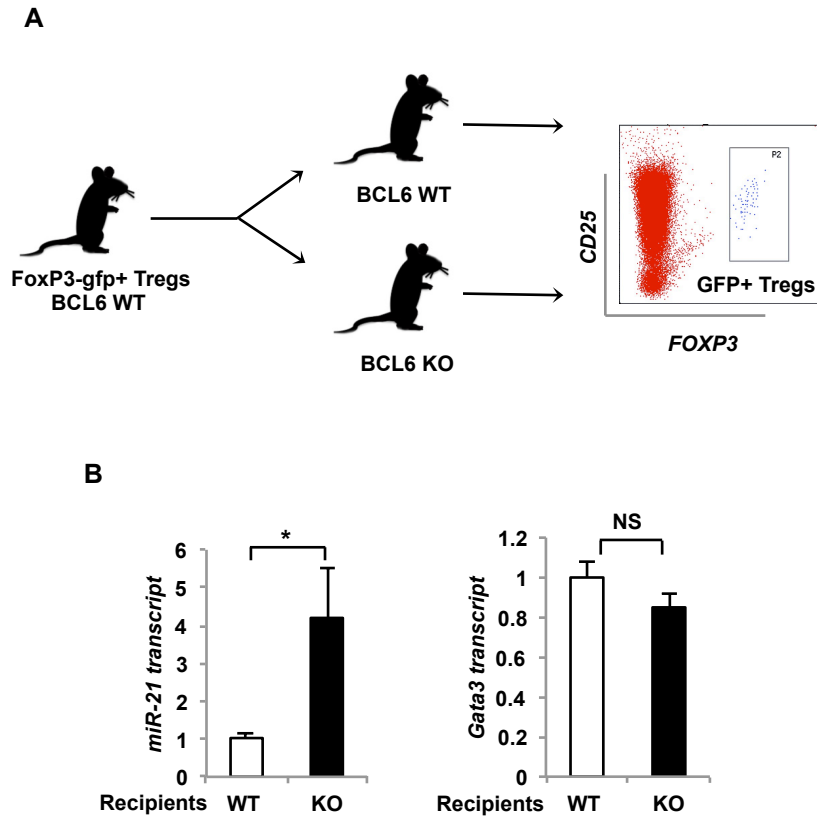 A
FoxP3-gfp+ Tregs
BCL6 WT
BCL6 WT
BCL6 KO
CD25
P2
GFP+ Tregs
FOXP3
B
miR-21 transcript
6
5
4
3
2
1
0
*
Recipients WT KO
Gata3 transcript
1.2
1
0.8
0.6
0.4
0.2
0
NS
Recipients WT KO